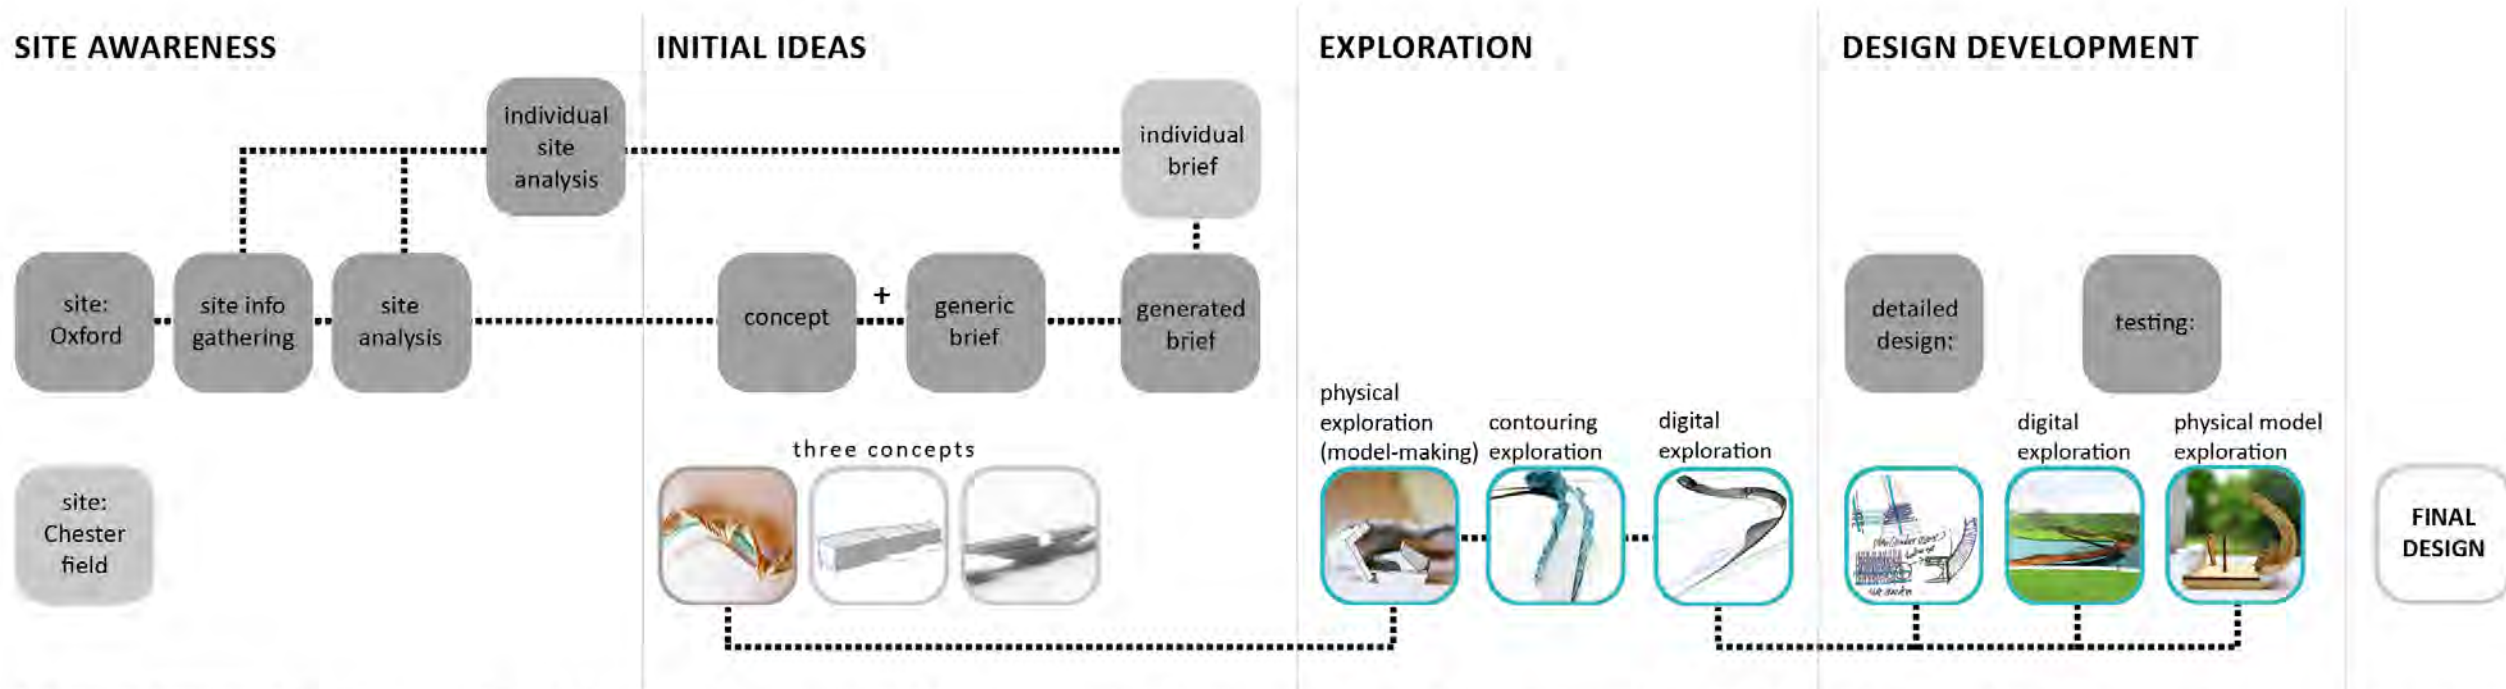 SITE AWARENESS
INITIAL IDEAS
EXPLORATION
DESIGN DEVELOPMENT
individual
site
analysis
individual
brief
site:
Oxford
site info
gathering
site
analysis
concept
+
generic
brief
generated
brief
detailed
design:
testing:
site:
Chester
field
three concepts
physical
exploration
(model-making)
contouring
exploration
digital
exploration
digital
exploration
physical model
exploration
FINAL
DESIGN